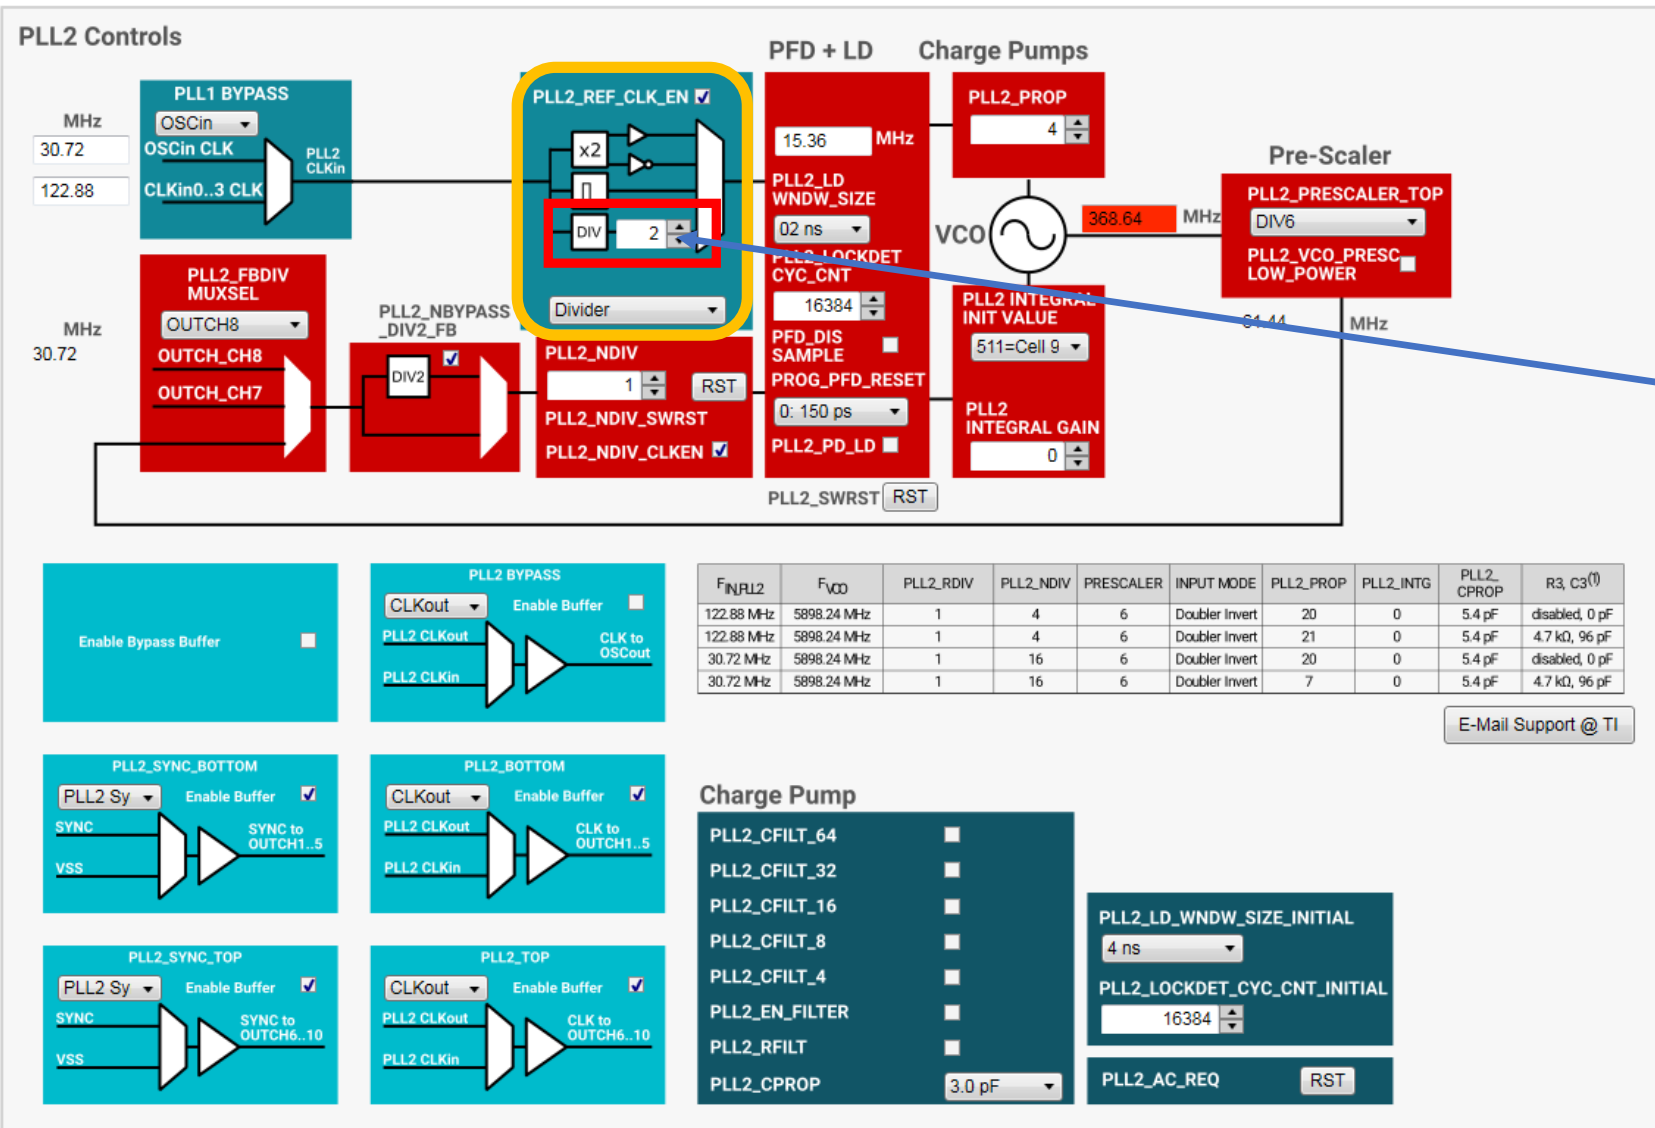 PLL2 Controls
PFD + LD
Charge Pumps
MHz
30.72
122.88
PLL1 BYPASS
OSCin
OSCin CLK
CLKin0..3 CLK
PLL2
CLKin
PLL2_REF_CLK_EN
x2
DIV
2
Divider
15.36
MHz
PLL2_LD
WNDW_SIZE
02 ns
PLL2_LOCKDET
CYC_CNT
16384
PFD_DIS
SAMPLE
PROG_PFD_RESET
0: 150 ps
PLL2_PD_LD
PLL2_SWRST
RST
PLL2_PROP
4
VCO
368.64
MHz
PLL2 INTEGRAL
INIT VALUE
511=Cell 9
PLL2
INTEGRAL GAIN
0
Pre-Scaler
PLL2_PRESCALER_TOP
DIV6
PLL2_VCO_PRESC_
LOW_POWER
61.44
MHz
MHz
30.72
PLL2_FBDIV
MUXSEL
OUTCH8
OUTCH_CH8
OUTCH_CH7
PLL2_NBYPASS
_DIV2_FB
DIV2
PLL2_NDIV
1
RST
PLL2_NDIV_SWRST
PLL2_NDIV_CLKEN
Enable Bypass Buffer
PLL2 BYPASS
CLKout
Enable Buffer
PLL2 CLKout
CLK to
OSCout
PLL2 CLKin
FIN,PLL2 FVCO PLL2_RDIV PLL2_NDIV PRESCALER INPUT MODE PLL2_PROP PLL2_INTG PLL2_CPROP R3, C3(1)
122.88 MHz 5898.24 MHz 1 4 6 Doubler Invert 20 0 5.4 pF disabled, 0 pF
122.88 MHz 5898.24 MHz 1 4 6 Doubler Invert 21 0 5.4 pF 4.7 kΩ, 96 pF
30.72 MHz 5898.24 MHz 1 16 6 Doubler Invert 20 0 5.4 pF disabled, 0 pF
30.72 MHz 5898.24 MHz 1 16 6 Doubler Invert 7 0 5.4 pF 4.7 kΩ, 96 pF
E-Mail Support @ TI
PLL2_SYNC_BOTTOM
PLL2 Sy
Enable Buffer
SYNC
SYNC to
OUTCH1..5
VSS
PLL2_BOTTOM
CLKout
Enable Buffer
PLL2 CLKout
CLK to
OUTCH1..5
PLL2 CLKin
PLL2_SYNC_TOP
PLL2 Sy
Enable Buffer
SYNC
SYNC to
OUTCH6..10
VSS
PLL2_TOP
CLKout
Enable Buffer
PLL2 CLKout
CLK to
OUTCH6..10
PLL2 CLKin
Charge Pump
PLL2_CFILT_64
PLL2_CFILT_32
PLL2_CFILT_16
PLL2_CFILT_8
PLL2_CFILT_4
PLL2_EN_FILTER
PLL2_RFILT
PLL2_CPROP
3.0 pF
PLL2_LD_WNDW_SIZE_INITIAL
4 ns
PLL2_LOCKDET_CYC_CNT_INITIAL
16384
PLL2_AC_REQ
RST